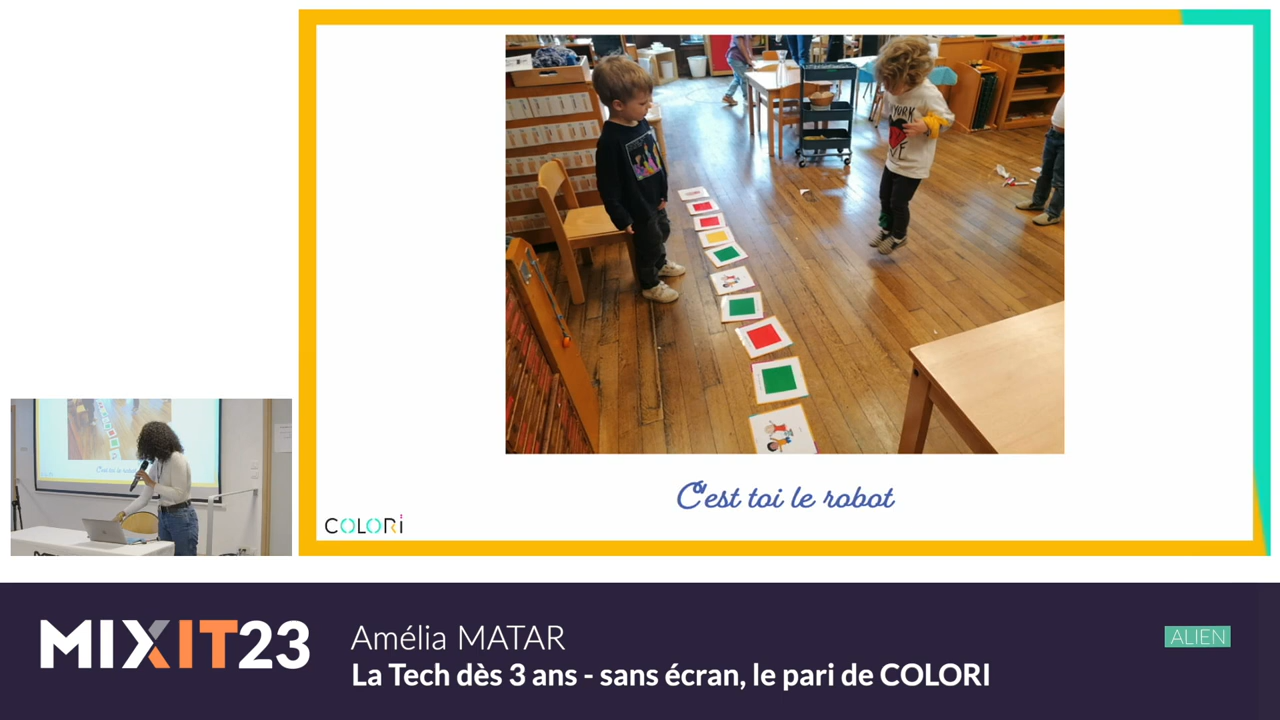 C'est toi le robot
COLORi
MIXIT23
Amélia MATAR
La Tech dès 3 ans - sans écran, le pari de COLORI
ALIEN